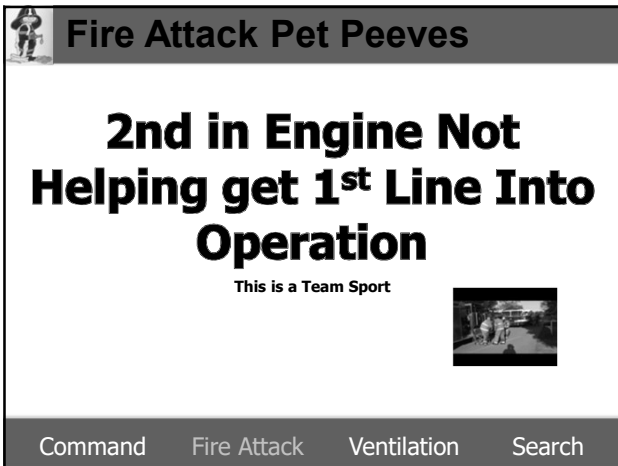 Fire Attack Pet Peeves
2nd in Engine Not
Helping get 1st Line Into
Operation
This is a Team Sport
Command Fire Attack Ventilation Search